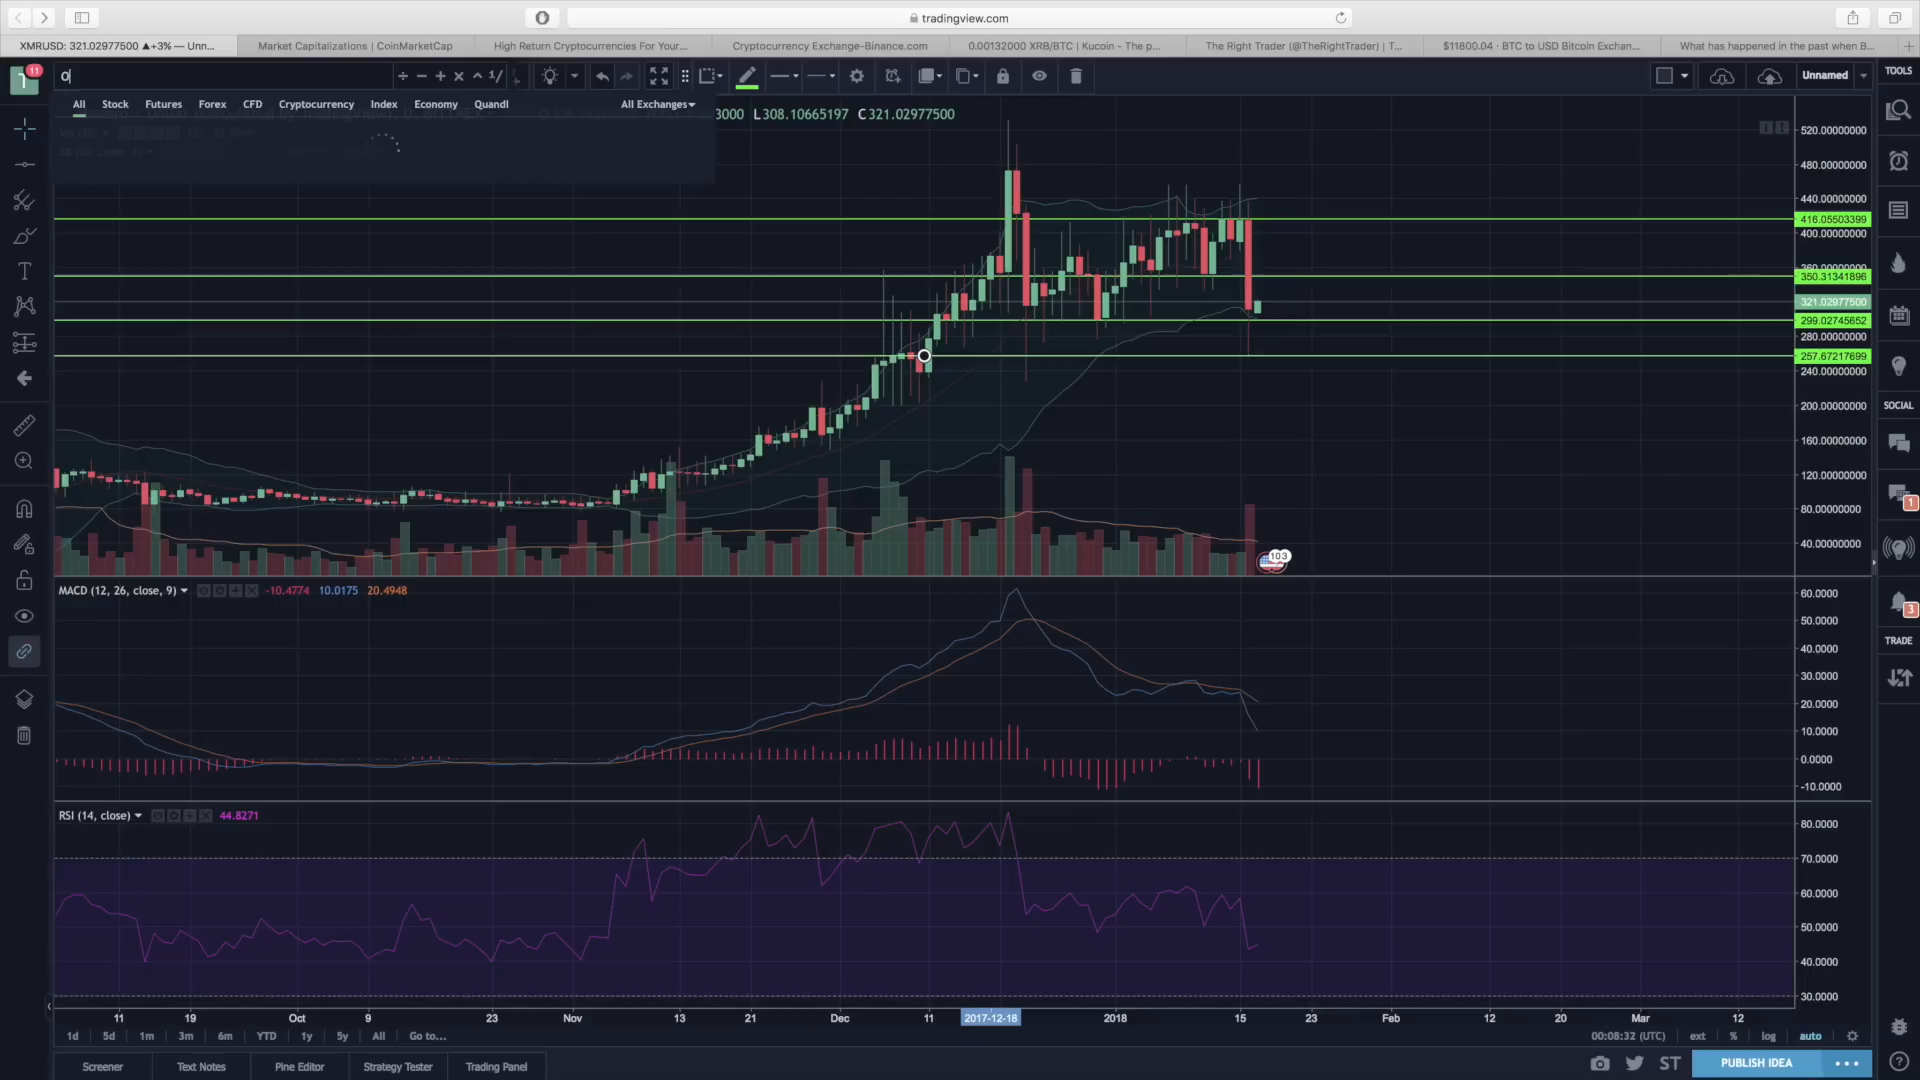 tradingview.com
XMRUSD: 321.02977500 ▲+3% — Unn...
Market Capitalizations | CoinMarketCap
High Return Cryptocurrencies For Your...
Cryptocurrency Exchange-Binance.com
0.00132000 XRB/BTC | Kucoin - The p...
The Right Trader (@TheRightTrader) | T...
$11800.04 · BTC to USD Bitcoin Exchan...
What has happened in the past when B...
11
O
Unnamed
TOOLS
All Stock Futures Forex CFD Cryptocurrency Index Economy Quandl All Exchanges
3000 L308.10665197 C321.02977500
520.00000000
480.00000000
440.00000000
416.05503399
400.00000000
360.00000000
350.31341896
321.02977500
299.02745652
280.00000000
257.67217699
240.00000000
200.00000000
160.00000000
120.00000000
80.00000000
40.00000000
103
SOCIAL
1
3
TRADE
MACD (12, 26, close, 9) -10.4774 10.0175 20.4948
60.0000
50.0000
40.0000
30.0000
20.0000
10.0000
0.0000
-10.0000
RSI (14, close) 44.8271
80.0000
70.0000
60.0000
50.0000
40.0000
30.0000
11 19 Oct 9 23 Nov 13 21 Dec 11 2017-12-18 2018 15 23 Feb 12 20 Mar 12
1d 5d 1m 3m 6m YTD 1y 5y All Go to... 00:08:32 (UTC) ext % log auto
Screener Text Notes Pine Editor Strategy Tester Trading Panel ST PUBLISH IDEA